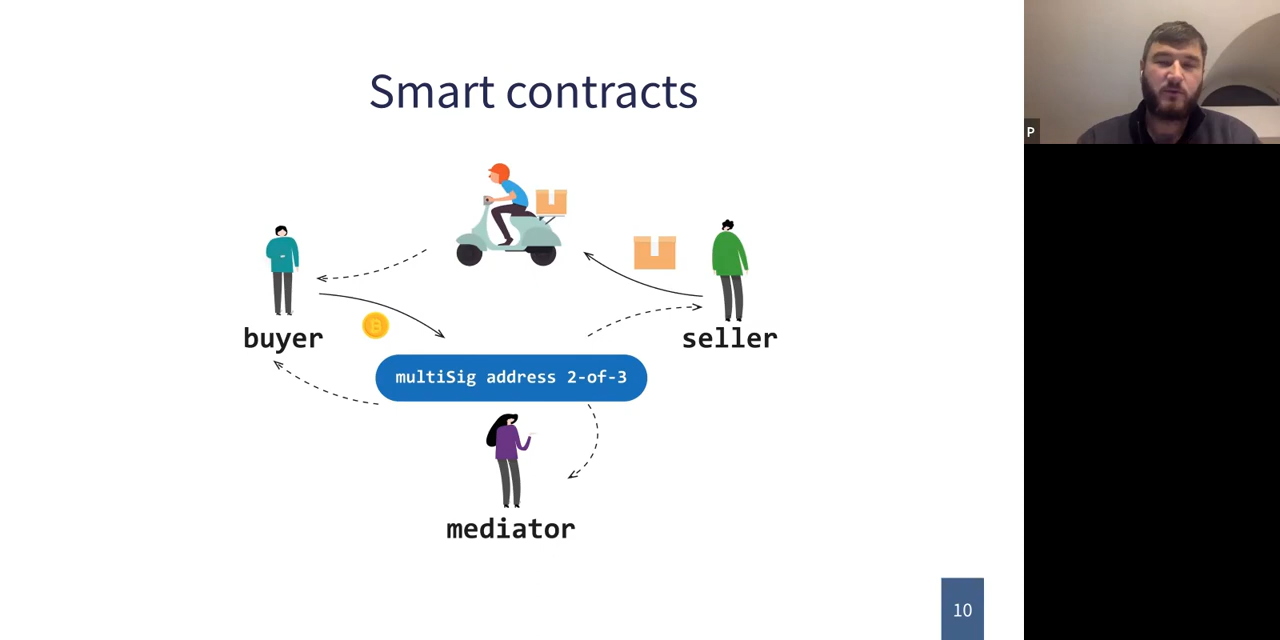 Smart contracts
P
buyer
seller
multiSig address 2-of-3
mediator
10